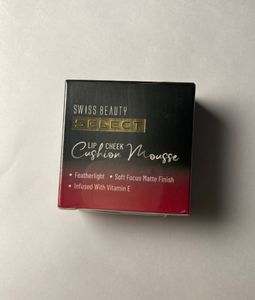 SWISS BEAUTY
SELECT
LIP CHEEK
Cushion Mousse
• Featherlight • Soft Focus Matte Finish
• Infused With Vitamin E